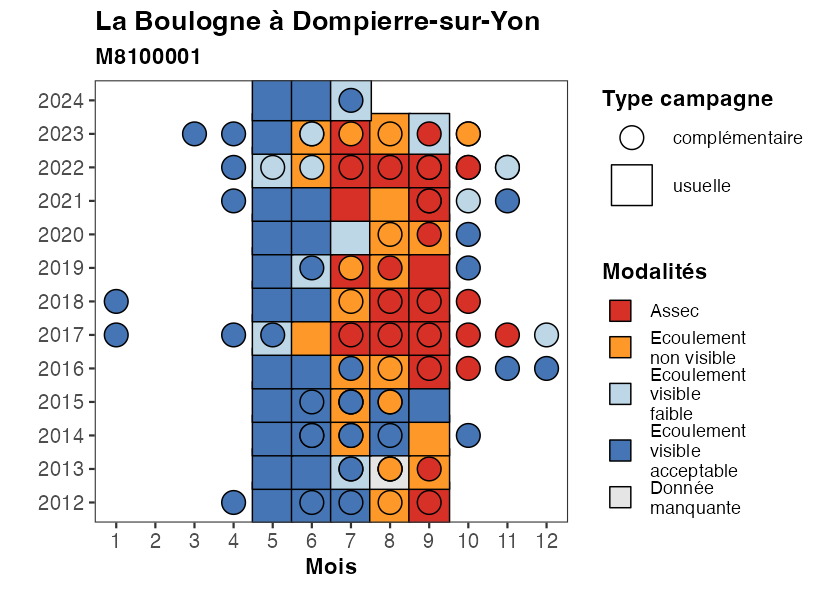 La Boulogne à Dompierre-sur-Yon
M8100001
2024
2023
2022
2021
2020
2019
2018
2017
2016
2015
2014
2013
2012
1 2 3 4 5 6 7 8 9 10 11 12
Mois
Type campagne
complémentaire
usuelle
Modalités
Assec
Ecoulement
non visible
Ecoulement
visible
faible
Ecoulement
visible
acceptable
Donnée
manquante